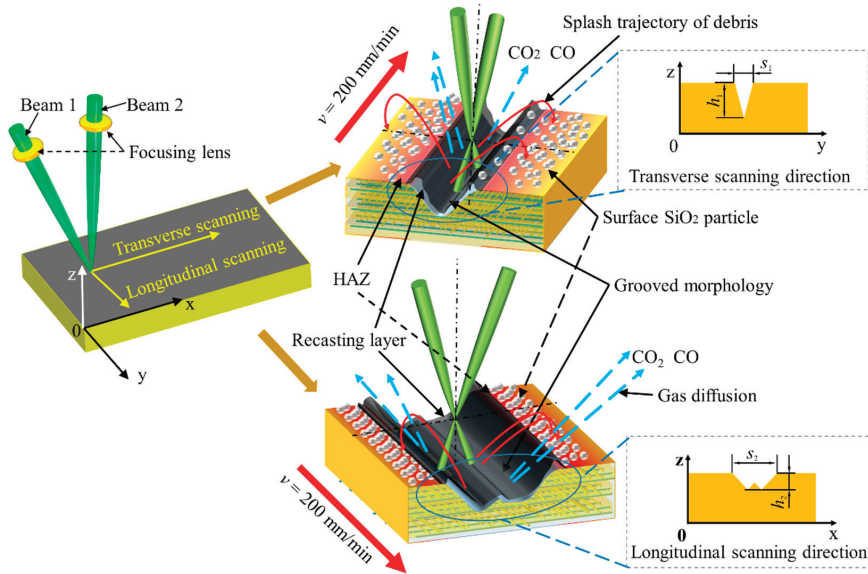 Beam 1
Beam 2
Focusing lens
Transverse scanning
Longitudinal scanning
z
x
0
y
v = 200 mm/min
CO₂ CO
Splash trajectory of debris
z
s₁
h₁
0
y
Transverse scanning direction
Surface SiO₂ particle
HAZ
Grooved morphology
Recasting layer
CO₂ CO
Gas diffusion
v = 200 mm/min
z
s₂
h₂
0
x
Longitudinal scanning direction